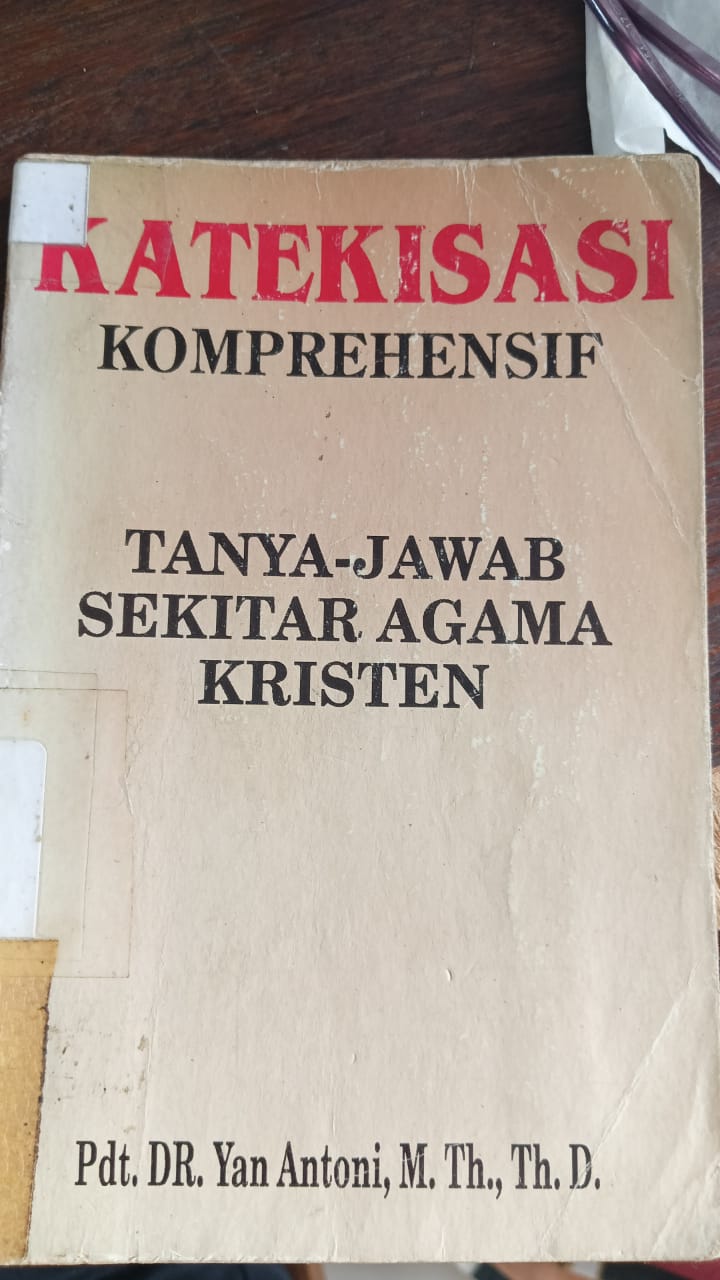 KATEKISASI
KOMPREHENSIF
TANYA-JAWAB
SEKITAR AGAMA
KRISTEN
Pdt. DR. Yan Antoni, M. Th., Th. D.